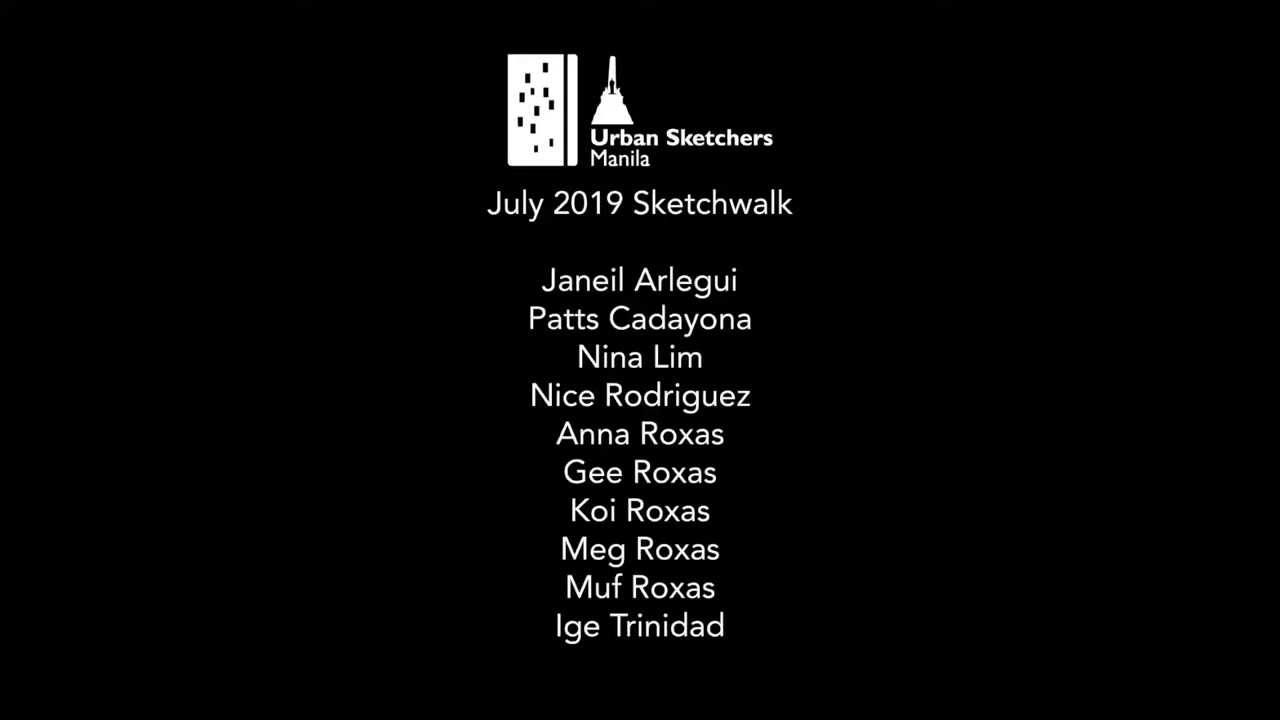 Urban Sketchers
Manila
July 2019 Sketchwalk
Janeil Arlegui
Patts Cadayona
Nina Lim
Nice Rodriguez
Anna Roxas
Gee Roxas
Koi Roxas
Meg Roxas
Muf Roxas
Ige Trinidad